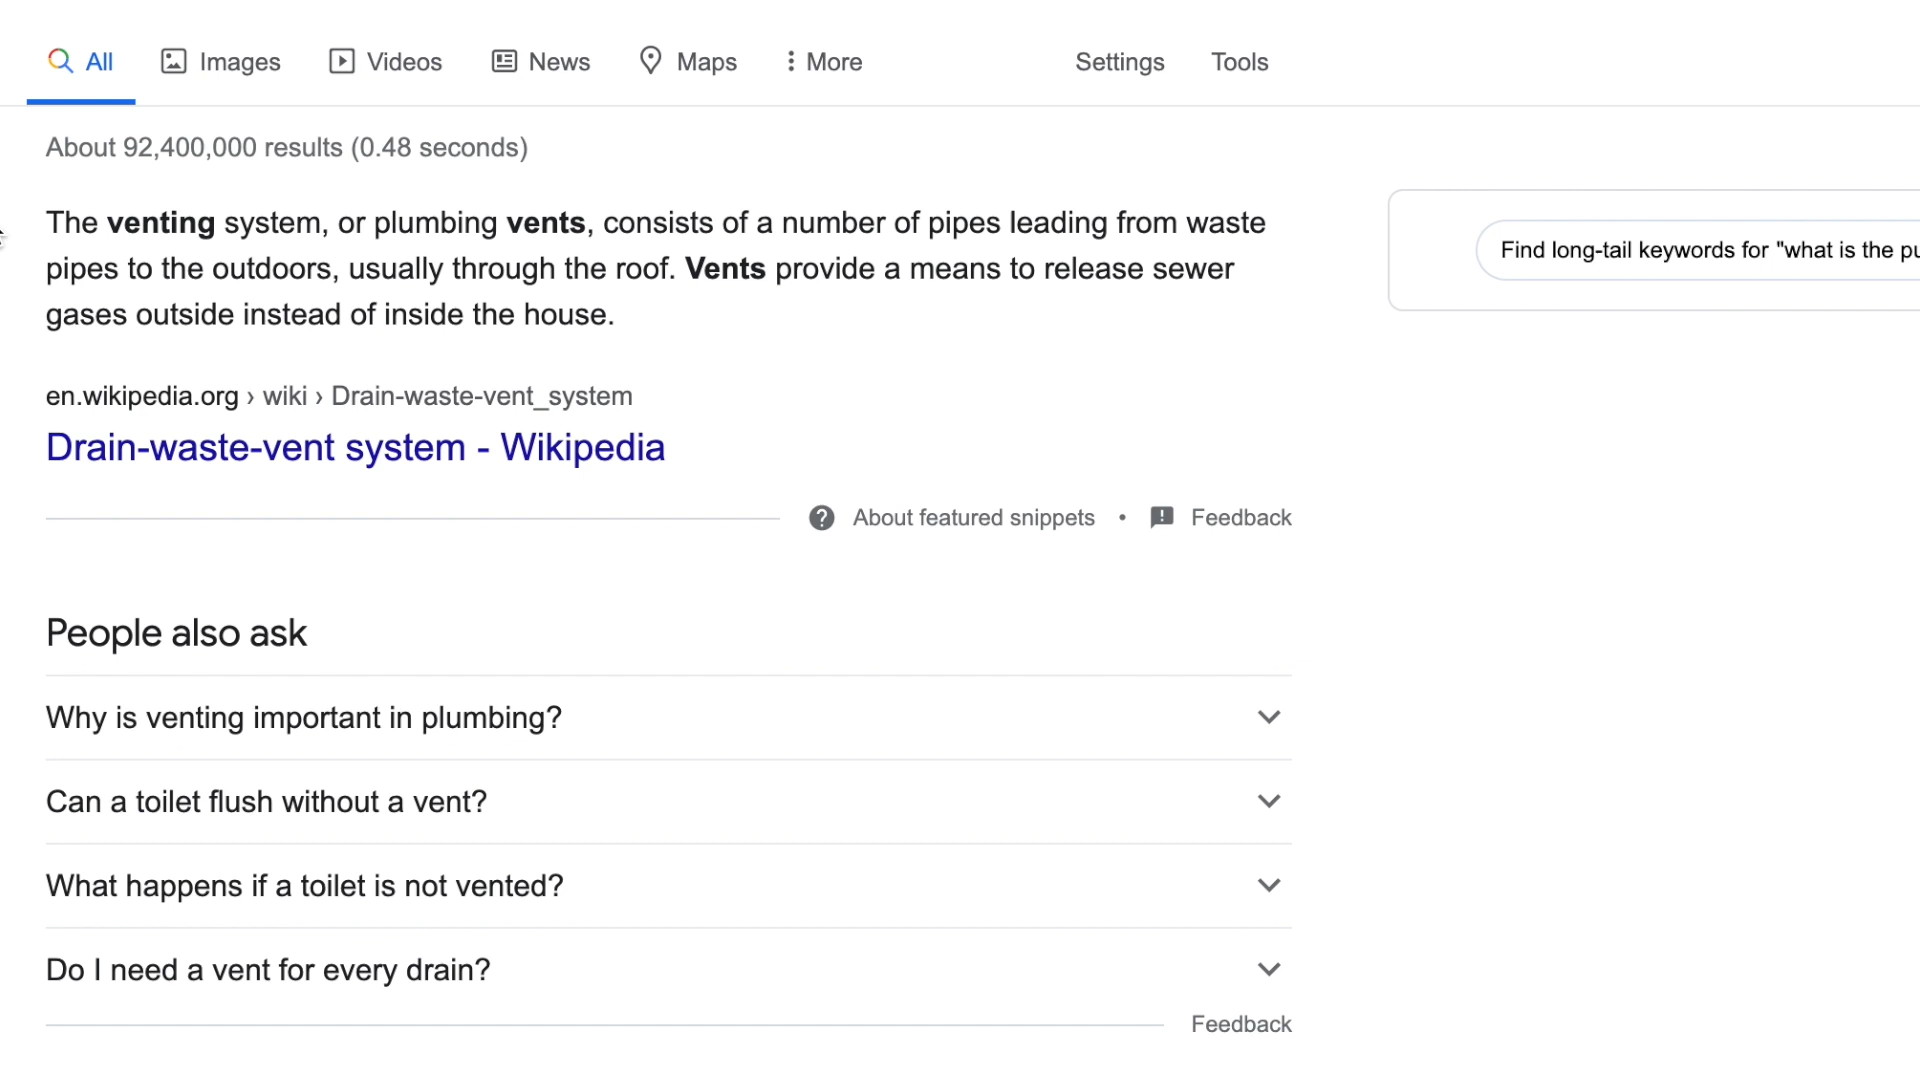 All Images Videos News Maps More Settings Tools
About 92,400,000 results (0.48 seconds)
The venting system, or plumbing vents, consists of a number of pipes leading from waste
pipes to the outdoors, usually through the roof. Vents provide a means to release sewer
gases outside instead of inside the house.
Find long-tail keywords for "what is the pu
en.wikipedia.org › wiki › Drain-waste-vent_system
Drain-waste-vent system - Wikipedia
About featured snippets • Feedback
People also ask
Why is venting important in plumbing?
Can a toilet flush without a vent?
What happens if a toilet is not vented?
Do I need a vent for every drain?
Feedback